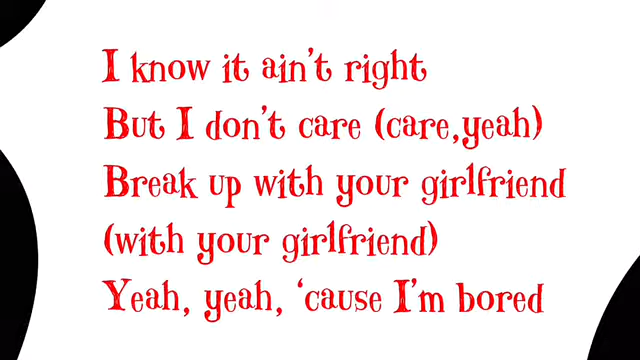 I know it ain't right
But I don't care (care,yeah)
Break up with your girlfriend
(with your girlfriend)
Yeah, yeah, ‘cause I'm bored